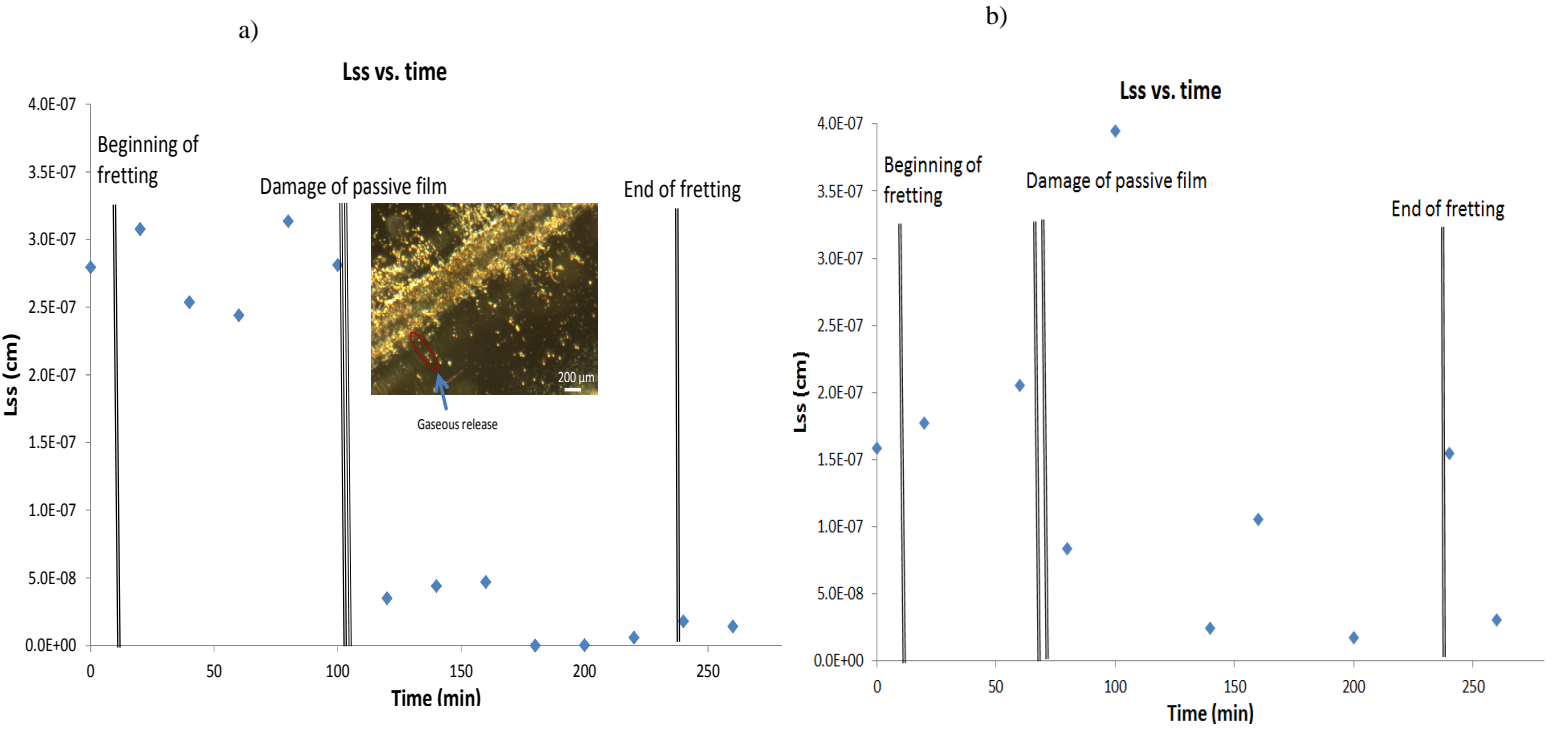 a)
Lss vs. time
4.0E-07
3.5E-07
3.0E-07
2.5E-07
2.0E-07
1.5E-07
1.0E-07
5.0E-08
0.0E+00
Lss (cm)
Beginning of
fretting
Damage of passive film
End of fretting
200 µm
Gaseous release
0 50 100 150 200 250
Time (min)
b)
Lss vs. time
4.0E-07
3.5E-07
3.0E-07
2.5E-07
2.0E-07
1.5E-07
1.0E-07
5.0E-08
0.0E+00
Lss (cm)
Beginning of
fretting
Damage of passive film
End of fretting
0 50 100 150 200 250
Time (min)